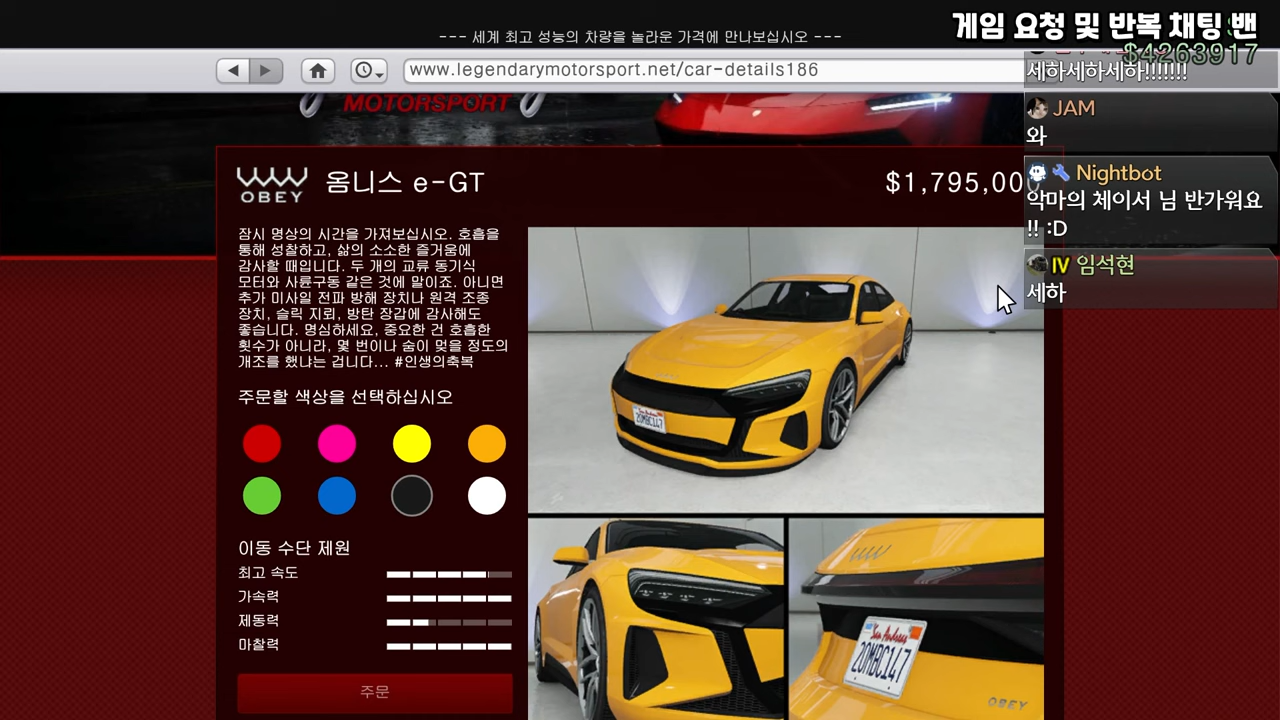 게임 요청 및 반복 채팅 밴
--- 세계 최고 성능의 차량을 놀라운 가격에 만나보십시오 ---
$4263917
www.legendarymotorsport.net/car-details186
세하세하세하!!!!!!!
MOTORSPORT
JAM
와
Nightbot
악마의 체이서 님 반가워요
!! :D
IV 임석현
세하
OBEY
옴니스 e-GT
$1,795,00
잠시 명상의 시간을 가져보십시오. 호흡을
통해 성찰하고, 삶의 소소한 즐거움에
감사할 때입니다. 두 개의 교류 동기식
모터와 사륜구동 같은 것에 말이죠. 아니면
추가 미사일 전파 방해 장치나 원격 조종
장치, 슬릭 지뢰, 방탄 장갑에 감사해도
좋습니다. 명심하세요, 중요한 건 호흡한
횟수가 아니라, 몇 번이나 숨이 멎을 정도의
개조를 했냐는 겁니다... #인생의축복
주문할 색상을 선택하십시오
이동 수단 제원
최고 속도
가속력
제동력
마찰력
주문
20MBC147
San Andreas
20MBC147
OBEY